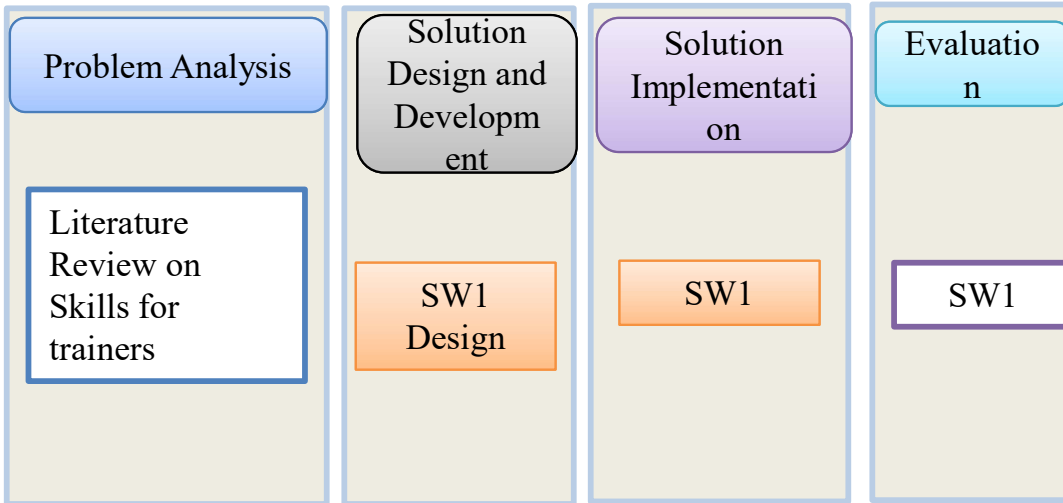 Problem Analysis
Solution
Design and
Developm
ent
Solution
Implementati
on
Evaluatio
n
Literature
Review on
Skills for
trainers
SW1
Design
SW1
SW1